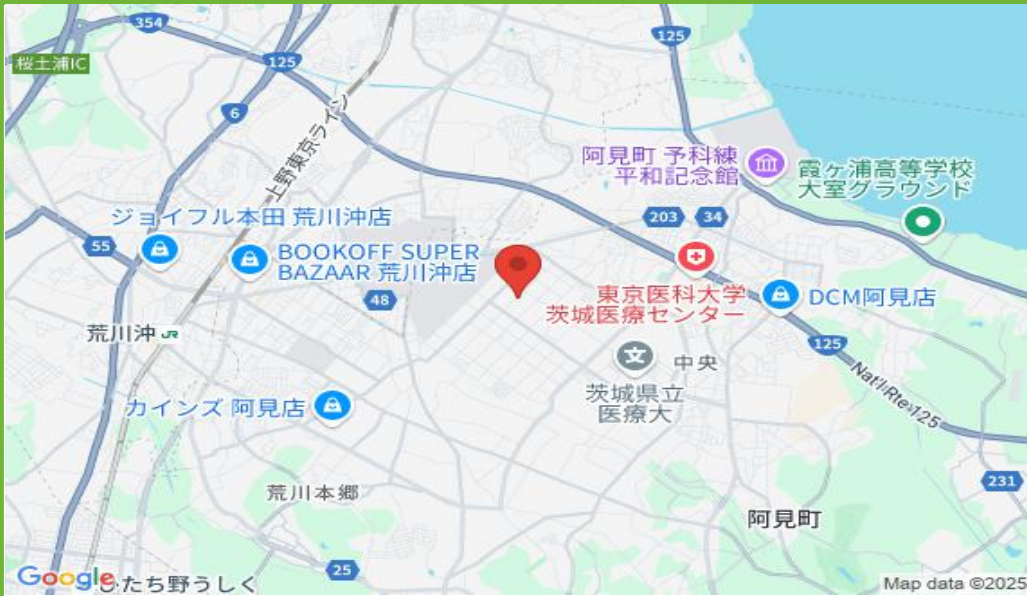 354
125
125
桜土浦IC
6
上野東京ライン
阿見町 予科練
平和記念館
霞ヶ浦高等学校
大室グラウンド
203
34
ジョイフル本田 荒川沖店
55
BOOKOFF SUPER
BAZAAR 荒川沖店
48
東京医科大学
茨城医療センター
DCM阿見店
荒川沖 JR
125
中央
茨城県立
医療大
Nat'l Rte 125
カインズ 阿見店
荒川本郷
231
阿見町
25
Google
ひたち野うしく
Map data ©2025